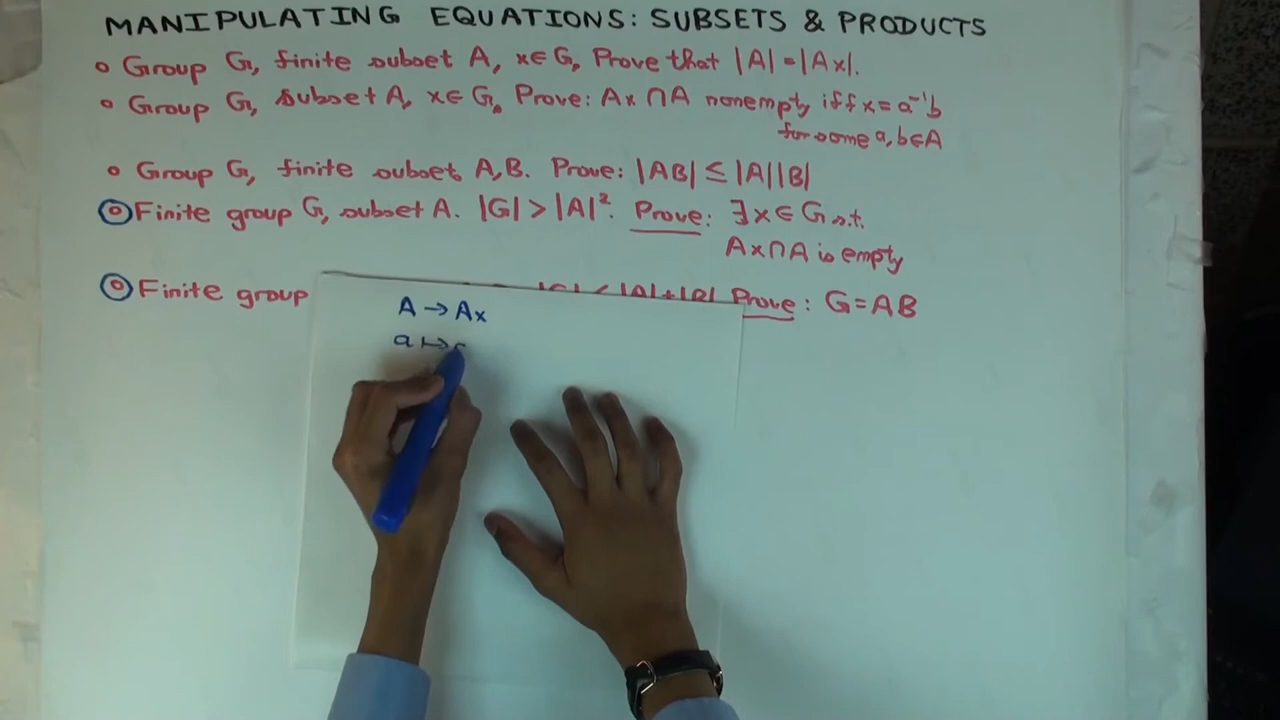 MANIPULATING EQUATIONS: SUBSETS & PRODUCTS
o Group G, finite subset A, x∈G, Prove that |A| = |Ax|.
o Group G, subset A, x∈G. Prove: Ax∩A nonempty iff x=a⁻¹b
for some a,b∈A
o Group G, finite subsets A,B. Prove: |AB| ≤ |A||B|
o Finite group G, subset A. |G| > |A|². Prove: ∃x∈G s.t.
Ax∩A is empty
o Finite group |G| < |A|+|B| Prove: G=AB
A → Ax
a ↦